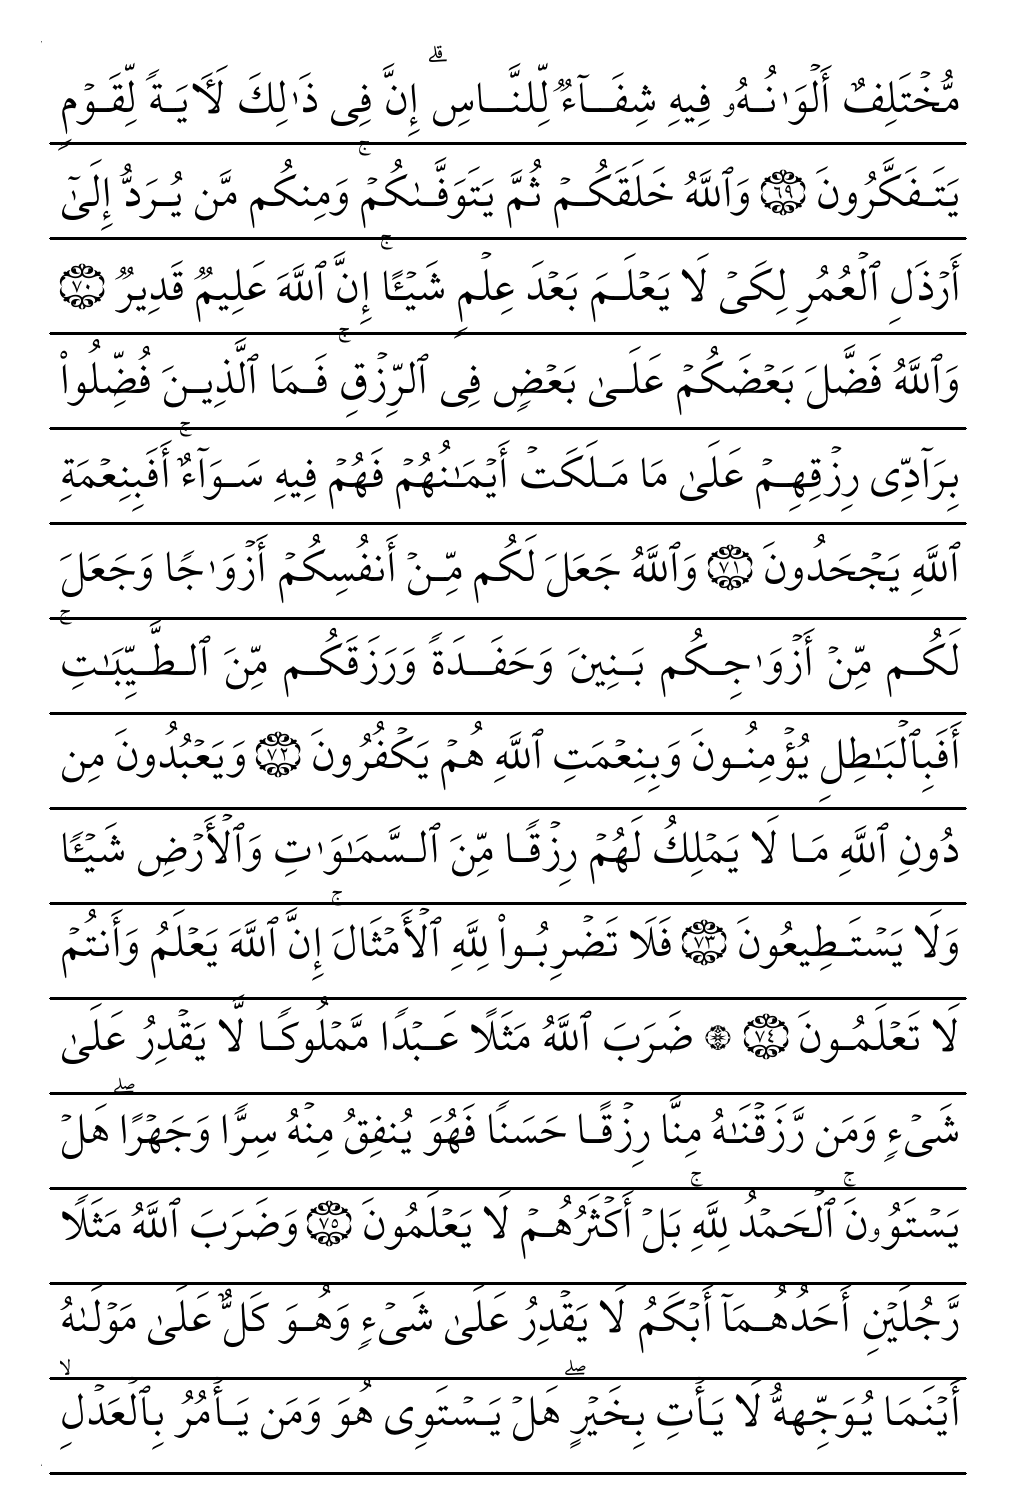 مُّخْتَلِفٌ أَلْوَٰنُهُۥ فِيهِ شِفَآءٌ لِّلنَّاسِ ۗ إِنَّ فِى ذَٰلِكَ لَـَٔايَةً لِّقَوْمٍ
يَتَفَكَّرُونَ ٦٩ وَٱللَّهُ خَلَقَكُمْ ثُمَّ يَتَوَفَّىٰكُمْ ۚ وَمِنكُم مَّن يُرَدُّ إِلَىٰٓ
أَرْذَلِ ٱلْعُمُرِ لِكَىْ لَا يَعْلَمَ بَعْدَ عِلْمٍ شَيْـًٔا ۚ إِنَّ ٱللَّهَ عَلِيمٌ قَدِيرٌ ٧٠
وَٱللَّهُ فَضَّلَ بَعْضَكُمْ عَلَىٰ بَعْضٍ فِى ٱلرِّزْقِ ۚ فَمَا ٱلَّذِينَ فُضِّلُوا۟
بِرَآدِّى رِزْقِهِمْ عَلَىٰ مَا مَلَكَتْ أَيْمَـٰنُهُمْ فَهُمْ فِيهِ سَوَآءٌ ۚ أَفَبِنِعْمَةِ
ٱللَّهِ يَجْحَدُونَ ٧١ وَٱللَّهُ جَعَلَ لَكُم مِّنْ أَنفُسِكُمْ أَزْوَٰجًا وَجَعَلَ
لَكُم مِّنْ أَزْوَٰجِكُم بَنِينَ وَحَفَدَةً وَرَزَقَكُم مِّنَ ٱلطَّيِّبَـٰتِ ۚ
أَفَبِٱلْبَـٰطِلِ يُؤْمِنُونَ وَبِنِعْمَتِ ٱللَّهِ هُمْ يَكْفُرُونَ ٧٢ وَيَعْبُدُونَ مِن
دُونِ ٱللَّهِ مَا لَا يَمْلِكُ لَهُمْ رِزْقًا مِّنَ ٱلسَّمَـٰوَٰتِ وَٱلْأَرْضِ شَيْـًٔا
وَلَا يَسْتَطِيعُونَ ٧٣ فَلَا تَضْرِبُوا۟ لِلَّهِ ٱلْأَمْثَالَ ۚ إِنَّ ٱللَّهَ يَعْلَمُ وَأَنتُمْ
لَا تَعْلَمُونَ ٧٤ ۞ ضَرَبَ ٱللَّهُ مَثَلًا عَبْدًا مَّمْلُوكًا لَّا يَقْدِرُ عَلَىٰ
شَىْءٍ وَمَن رَّزَقْنَـٰهُ مِنَّا رِزْقًا حَسَنًا فَهُوَ يُنفِقُ مِنْهُ سِرًّا وَجَهْرًا ۖ هَلْ
يَسْتَوُۥنَ ۚ ٱلْحَمْدُ لِلَّهِ ۚ بَلْ أَكْثَرُهُمْ لَا يَعْلَمُونَ ٧٥ وَضَرَبَ ٱللَّهُ مَثَلًا
رَّجُلَيْنِ أَحَدُهُمَآ أَبْكَمُ لَا يَقْدِرُ عَلَىٰ شَىْءٍ وَهُوَ كَلٌّ عَلَىٰ مَوْلَىٰهُ
أَيْنَمَا يُوَجِّههُّ لَا يَأْتِ بِخَيْرٍ ۖ هَلْ يَسْتَوِى هُوَ وَمَن يَأْمُرُ بِٱلْعَدْلِ ۙ